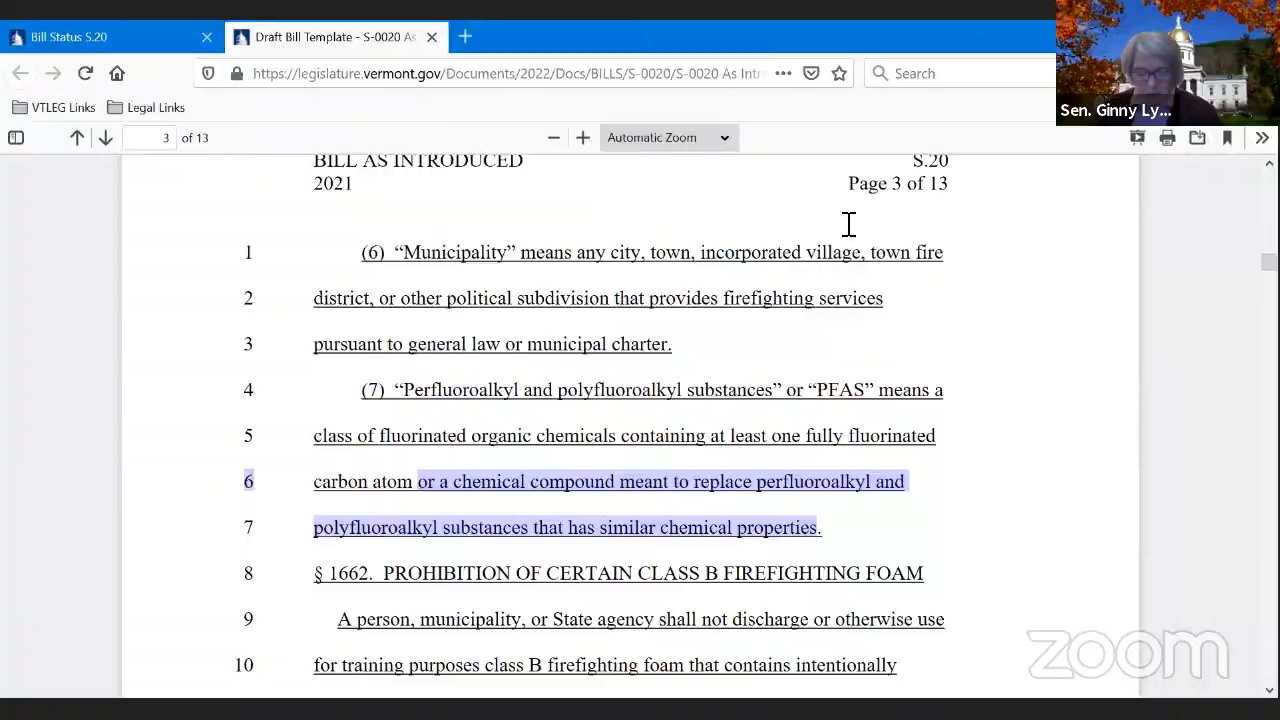 Bill Status S.20
Draft Bill Template - S-0020 As
https://legislature.vermont.gov/Documents/2022/Docs/BILLS/S-0020/S-0020 As Intr
Search
VTLEG Links
Legal Links
Sen. Ginny Ly...
3 of 13
Automatic Zoom
BILL AS INTRODUCED S.20
2021 Page 3 of 13
1 (6) “Municipality” means any city, town, incorporated village, town fire
2 district, or other political subdivision that provides firefighting services
3 pursuant to general law or municipal charter.
4 (7) “Perfluoroalkyl and polyfluoroalkyl substances” or “PFAS” means a
5 class of fluorinated organic chemicals containing at least one fully fluorinated
6 carbon atom or a chemical compound meant to replace perfluoroalkyl and
7 polyfluoroalkyl substances that has similar chemical properties.
8 § 1662. PROHIBITION OF CERTAIN CLASS B FIREFIGHTING FOAM
9 A person, municipality, or State agency shall not discharge or otherwise use
10 for training purposes class B firefighting foam that contains intentionally
zoom